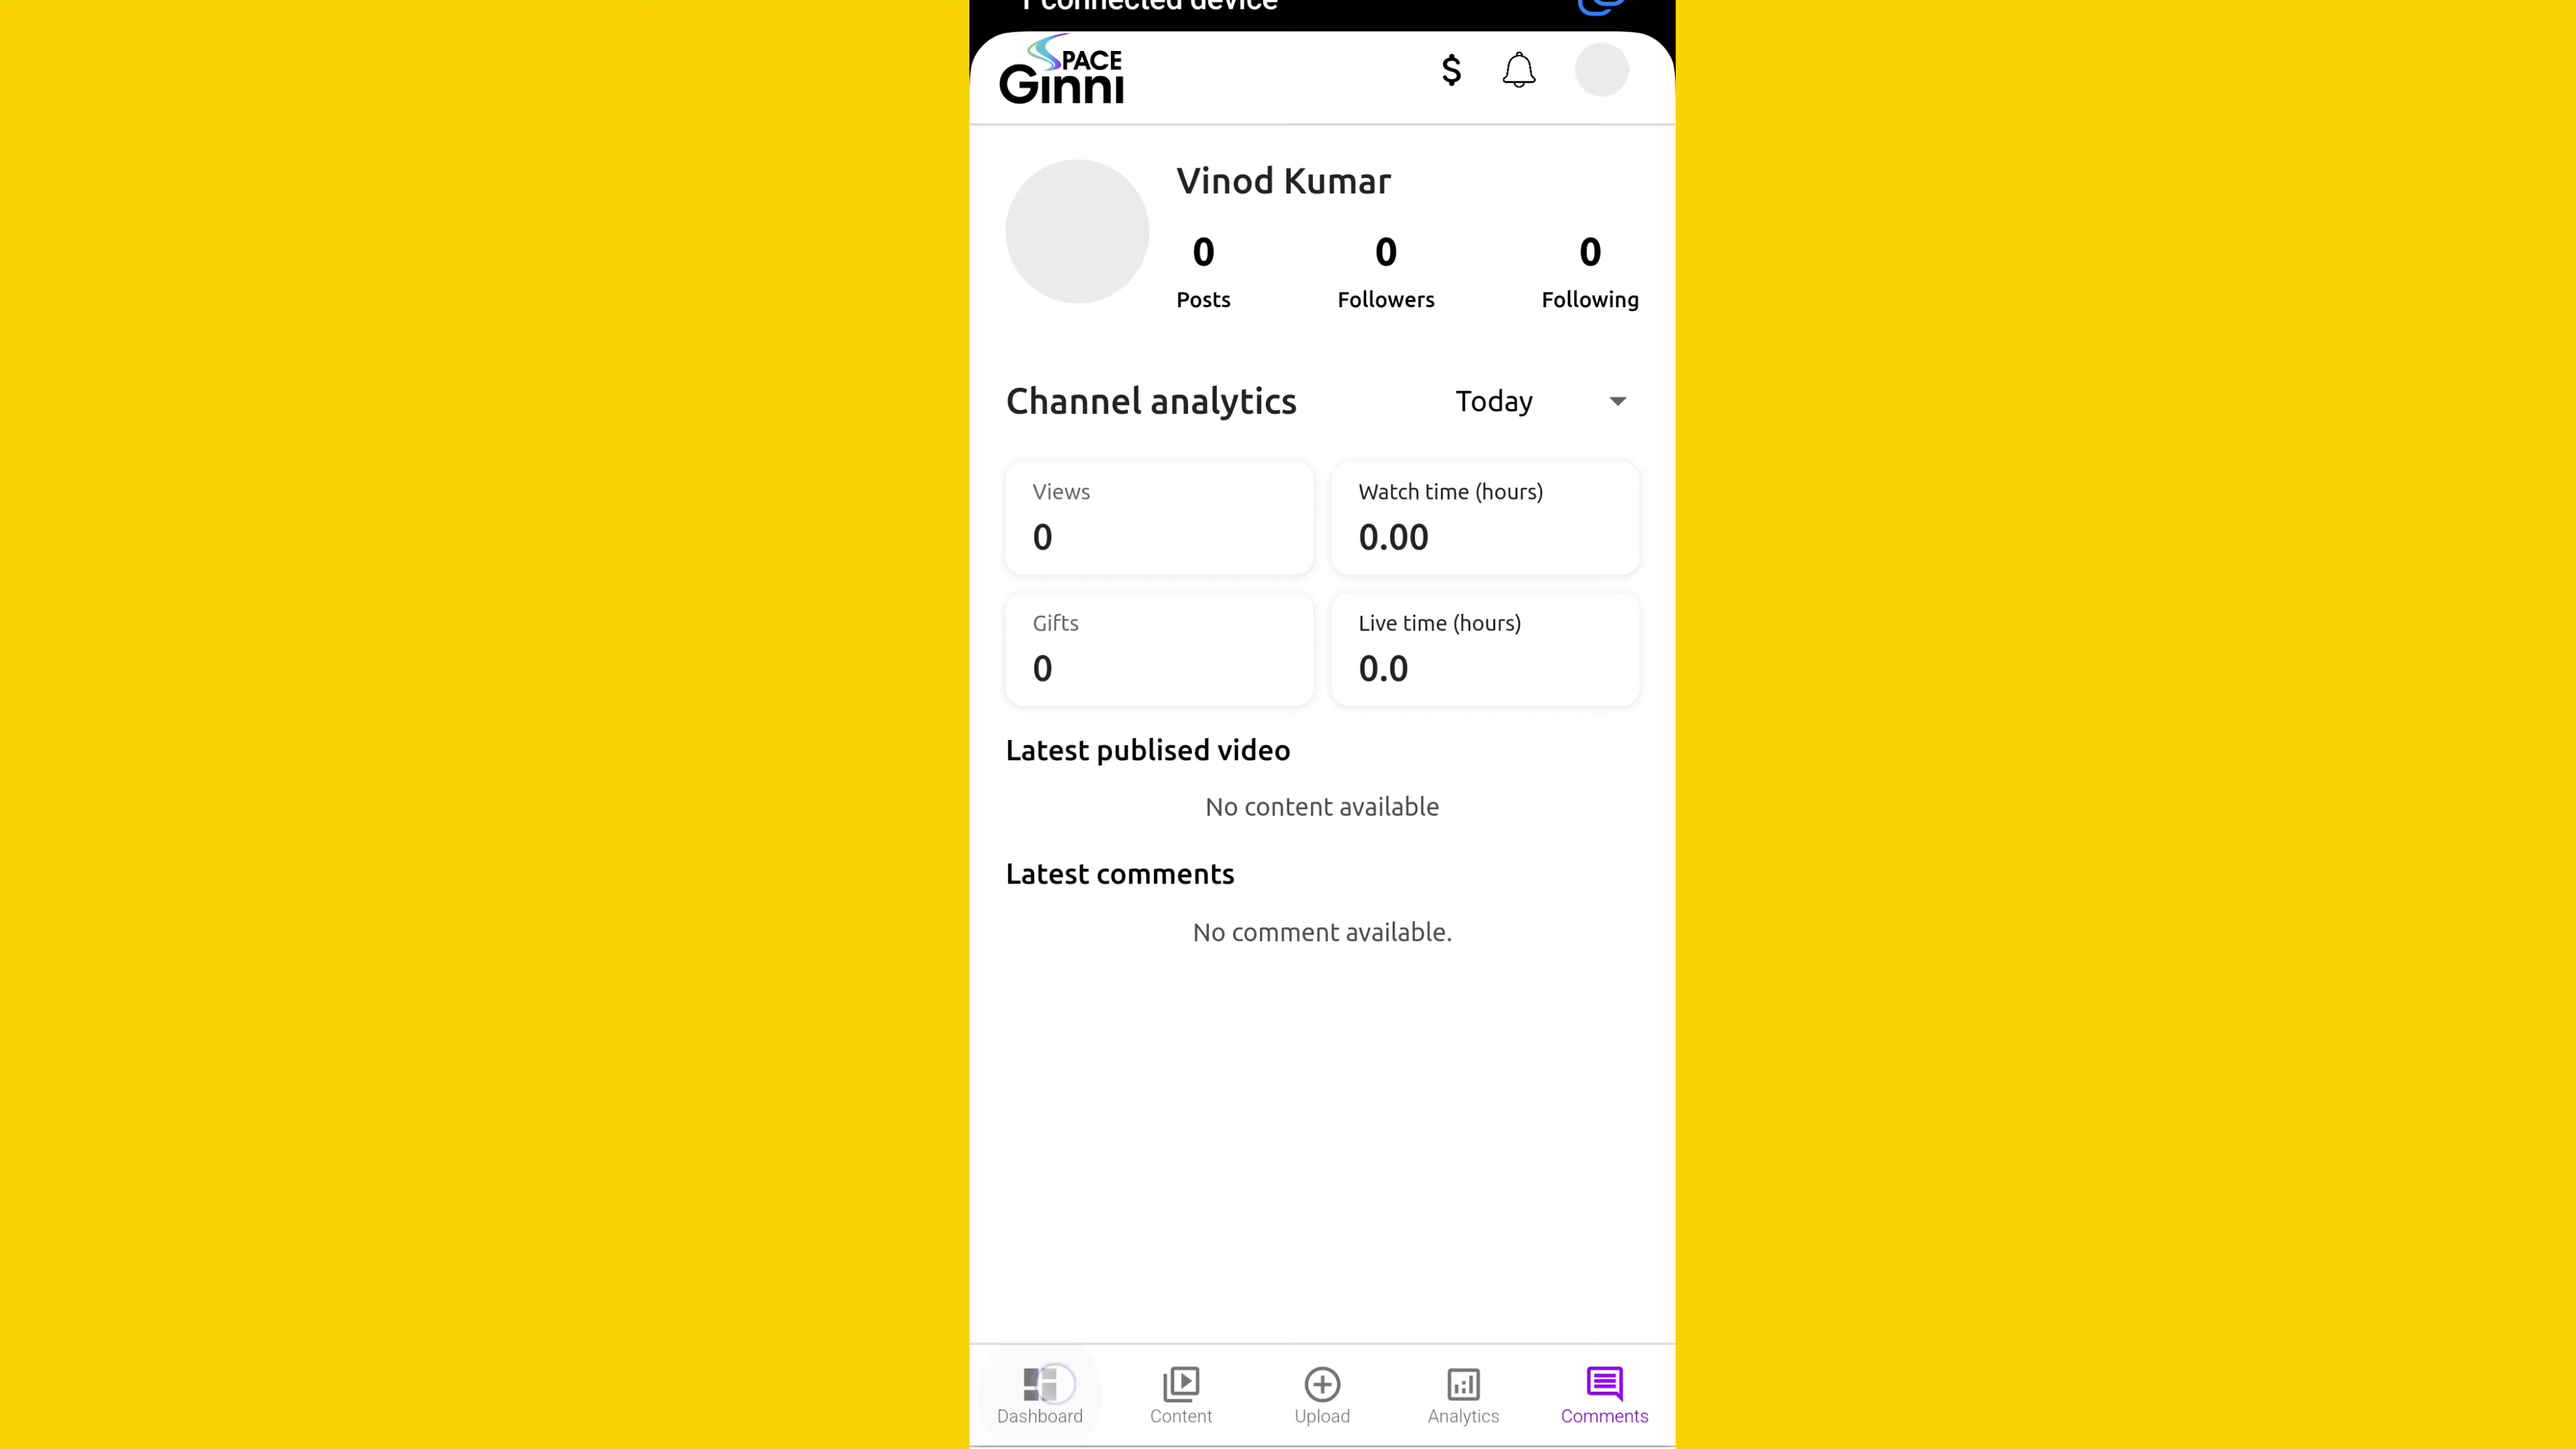 1 connected device
SPACE
Ginni
$
Vinod Kumar
0 0 0
Posts Followers Following
Channel analytics Today
Views Watch time (hours)
0 0.00
Gifts Live time (hours)
0 0.0
Latest publised video
No content available
Latest comments
No comment available.
Dashboard Content Upload Analytics Comments